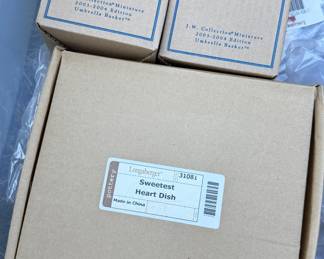 J.W. Collection® Miniature
2003-2004 Edition
Umbrella Basket™
J.W. Collection® Miniature
2003-2004 Edition
Umbrella Basket™
pottery
Longaberger®
31081
Sweetest
Heart Dish
Made in China